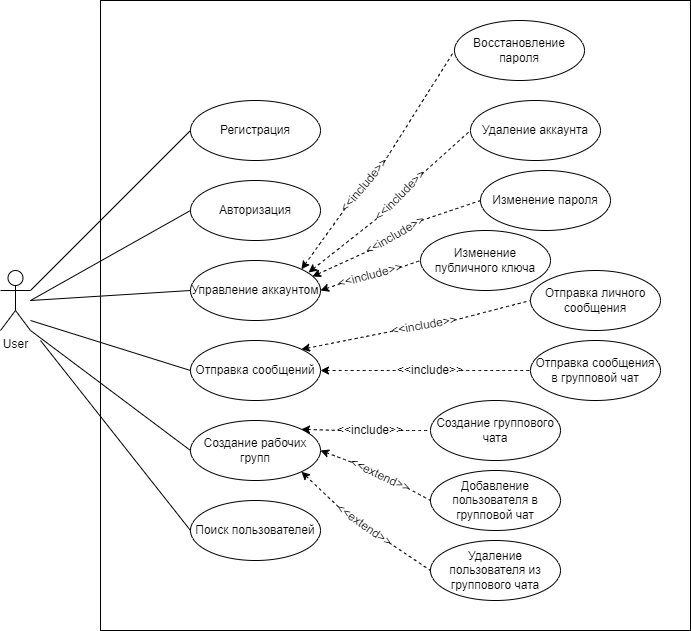 Восстановление
пароля
Регистрация
Удаление аккаунта
<<include>>
<<include>>
Изменение пароля
Авторизация
<<include>>
Изменение
публичного ключа
<<include>>
Управление аккаунтом
Отправка личного
сообщения
<<include>>
User
Отправка сообщений
<<include>>
Отправка сообщения
в групповой чат
Создание рабочих
групп
<<include>>
Создание группового
чата
<<extend>>
Добавление
пользователя в
групповой чат
<<extend>>
Поиск пользователей
Удаление
пользователя из
группового чата